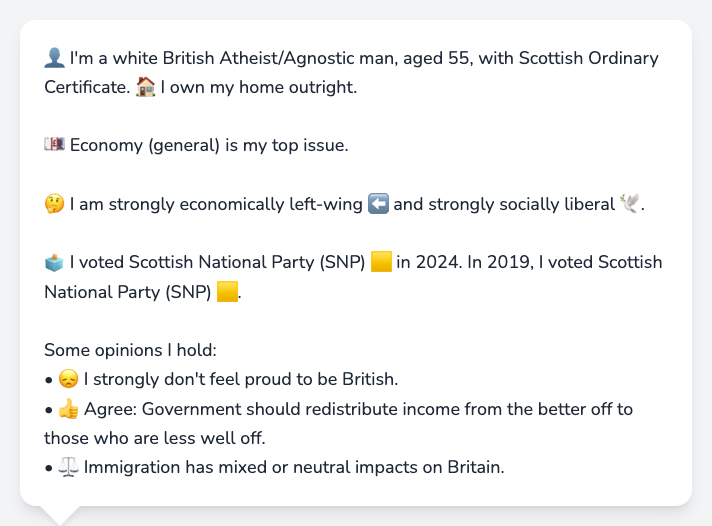 👤 I'm a white British Atheist/Agnostic man, aged 55, with Scottish Ordinary
Certificate. 🏠 I own my home outright.
💷 Economy (general) is my top issue.
🤔 I am strongly economically left-wing ⬅️ and strongly socially liberal 🕊️.
🗳️ I voted Scottish National Party (SNP) 🟨 in 2024. In 2019, I voted Scottish
National Party (SNP) 🟨.
Some opinions I hold:
• 😞 I strongly don't feel proud to be British.
• 👍 Agree: Government should redistribute income from the better off to
those who are less well off.
• ⚖️ Immigration has mixed or neutral impacts on Britain.